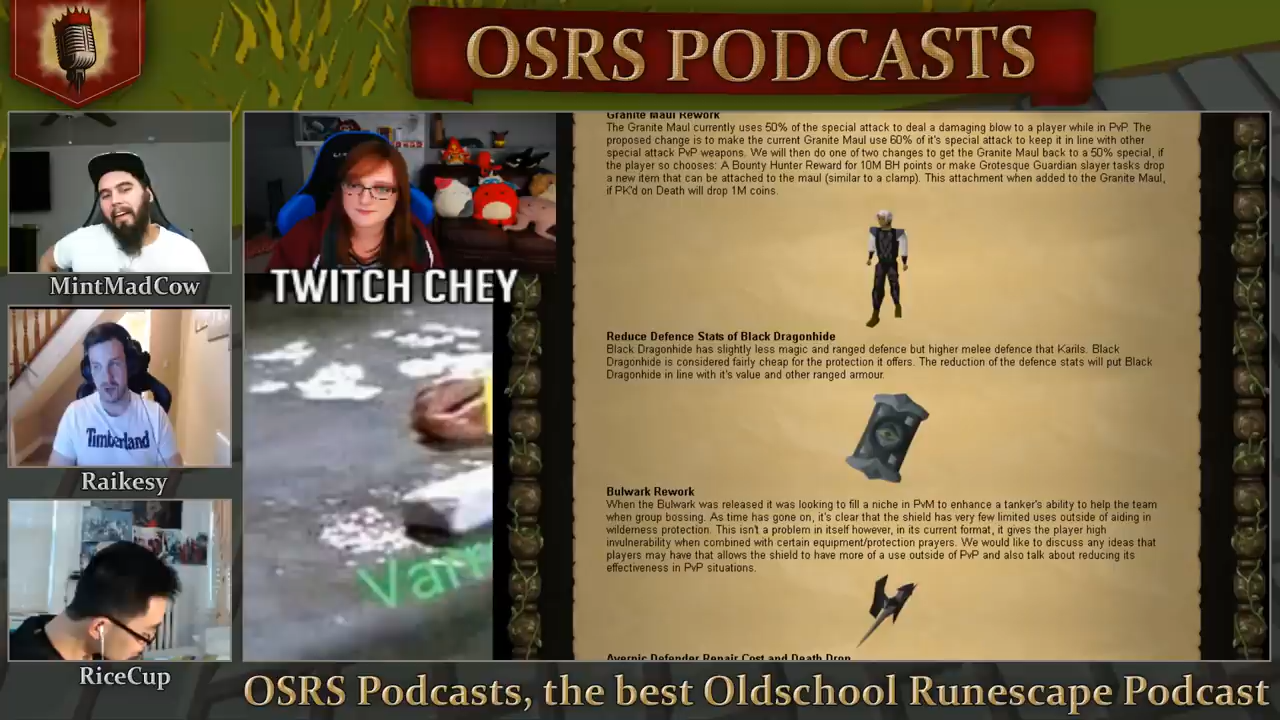 OSRS PODCASTS
MintMadCow
Raikesy
Timberland
RiceCup
TWITCH CHEY
Granite Maul Rework
The Granite Maul currently uses 50% of the special attack to deal a damaging blow to a player while in PvP. The
proposed change is to make the current Granite Maul use 60% of it's special attack to keep it in line with other
special attack PvP weapons. We will then do one of two changes to get the Granite Maul back to a 50% special, if
the player so chooses: A Bounty Hunter Reward for 10M BH points or make Grotesque Guardian slayer tasks drop
a new item that can be attached to the maul (similar to a clamp). This attachment when added to the Granite Maul,
if PK'd on Death will drop 1M coins.
Reduce Defence Stats of Black Dragonhide
Black Dragonhide has slightly less magic and ranged defence but higher melee defence that Karils. Black
Dragonhide is considered fairly cheap for the protection it offers. The reduction of the defence stats will put Black
Dragonhide in line with it's value and other ranged armour.
Bulwark Rework
When the Bulwark was released it was looking to fill a niche in PvM to enhance a tanker's ability to help the team
when group bossing. As time has gone on, it's clear that the shield has very few limited uses outside of aiding in
wilderness protection. This isn't a problem in itself however, in its current format, it gives the player high
invulnerability when combined with certain equipment/protection prayers. We would like to discuss any ideas that
players may have that allows the shield to have more of a use outside of PvP and also talk about reducing its
effectiveness in PvP situations.
Avernic Defender Repair Cost and Death Drop
OSRS Podcasts, the best Oldschool Runescape Podcast